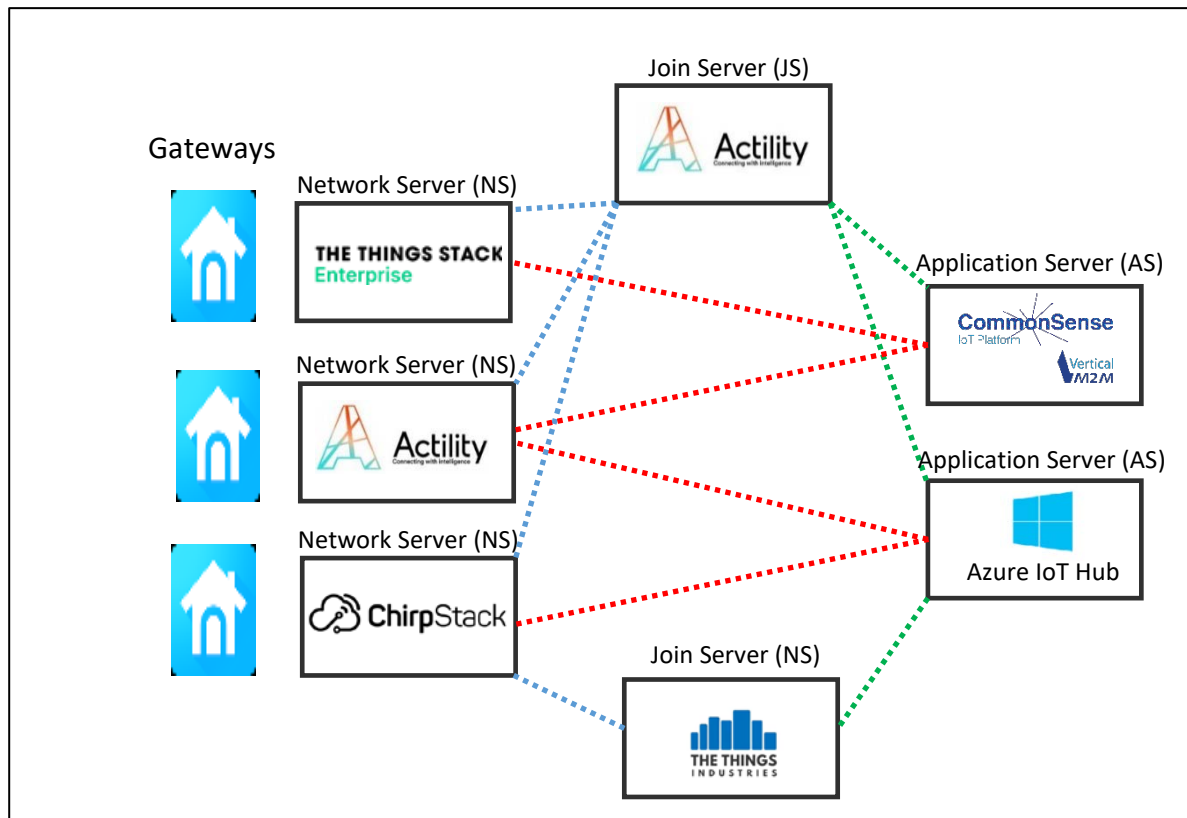 Join Server (JS)
Actility
Connecting with Intelligence
Gateways
Network Server (NS)
THE THINGS STACK
Enterprise
Application Server (AS)
CommonSense
IoT Platform
Vertical
M2M
Network Server (NS)
Actility
Connecting with Intelligence
Application Server (AS)
Azure IoT Hub
Network Server (NS)
ChirpStack
Join Server (NS)
THE THINGS
INDUSTRIES